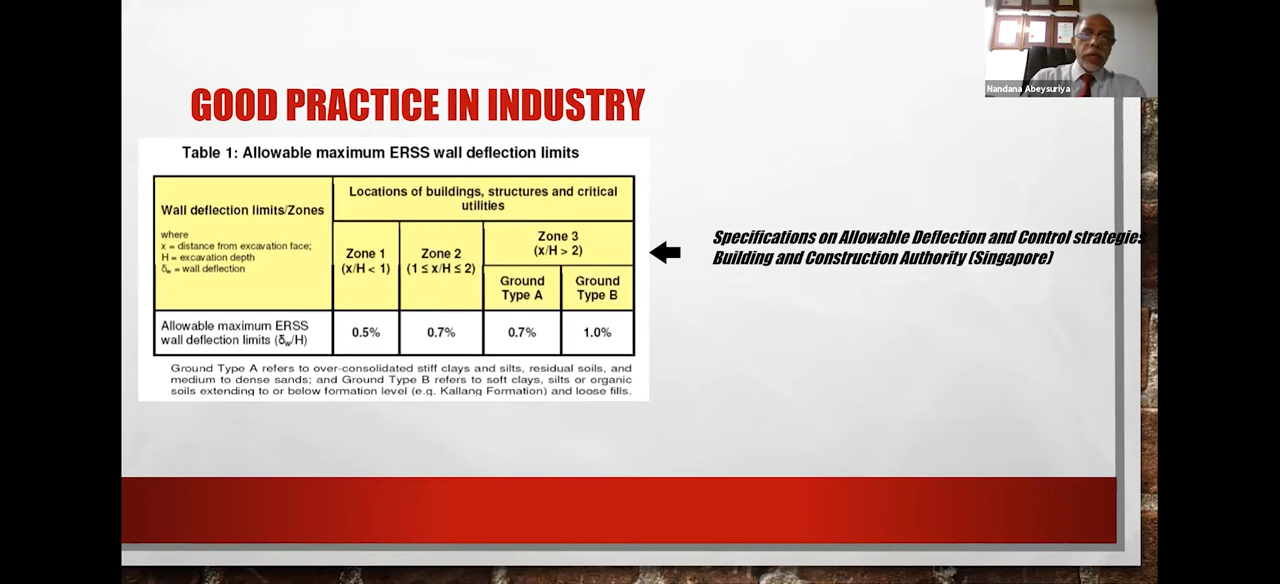 Nandana Abeysuriya
GOOD PRACTICE IN INDUSTRY
Table 1: Allowable maximum ERSS wall deflection limits
Wall deflection limits/Zones
where
x = distance from excavation face;
H = excavation depth
δw = wall deflection
Locations of buildings, structures and critical
utilities
Zone 1
(x/H < 1)
Zone 2
(1 ≤ x/H ≤ 2)
Zone 3
(x/H > 2)
Ground
Type A
Ground
Type B
Allowable maximum ERSS
wall deflection limits (δw/H)
0.5%
0.7%
0.7%
1.0%
Ground Type A refers to over-consolidated stiff clays and silts, residual soils, and
medium to dense sands; and Ground Type B refers to soft clays, silts or organic
soils extending to or below formation level (e.g. Kallang Formation) and loose fills.
Specifications on Allowable Deflection and Control strategies
Building and Construction Authority (Singapore)